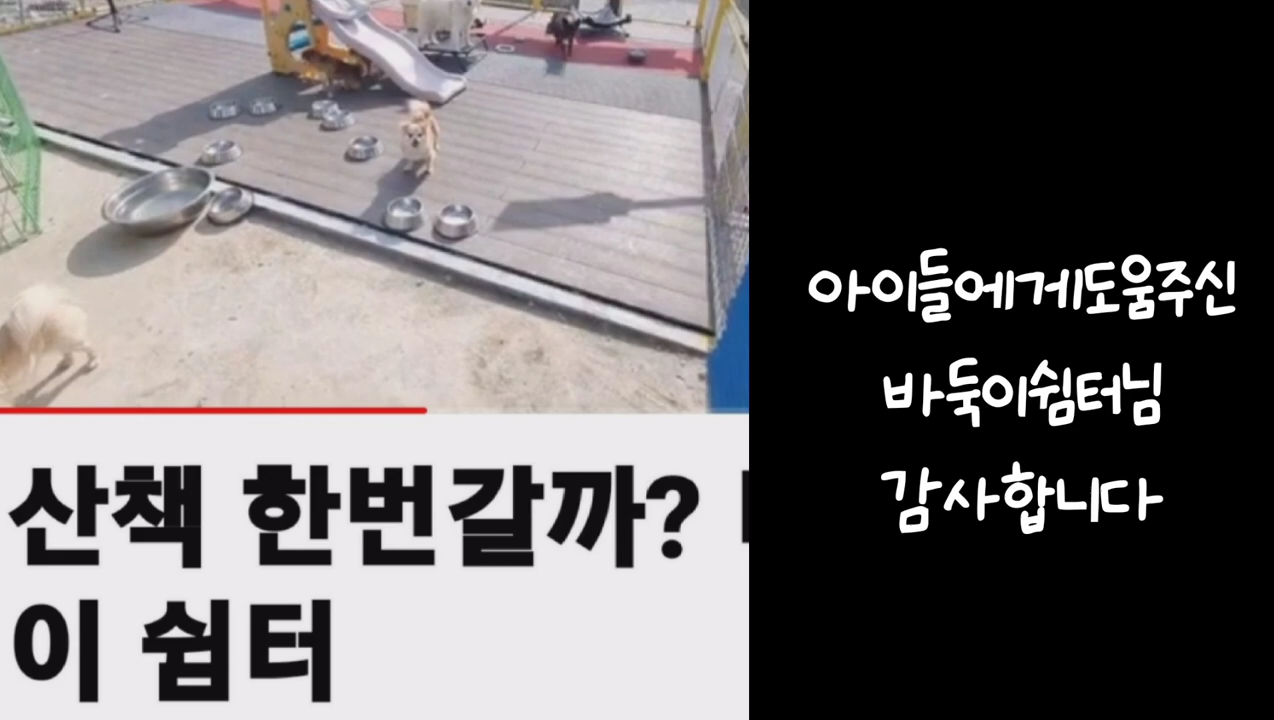 산책 한번갈까?
이 쉼터
아이들에게도움주신
바둑이쉼터님
감사합니다